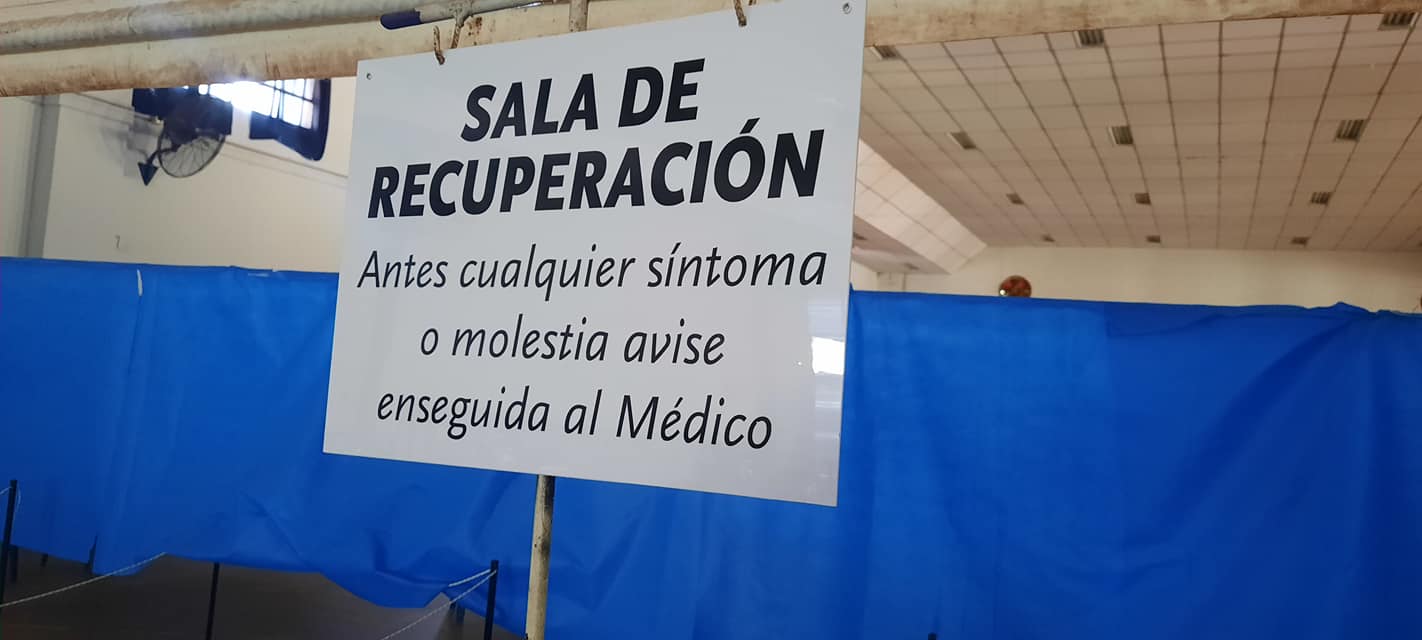 SALA DE
RECUPERACIÓN
Antes cualquier síntoma
o molestia avise
enseguida al Médico